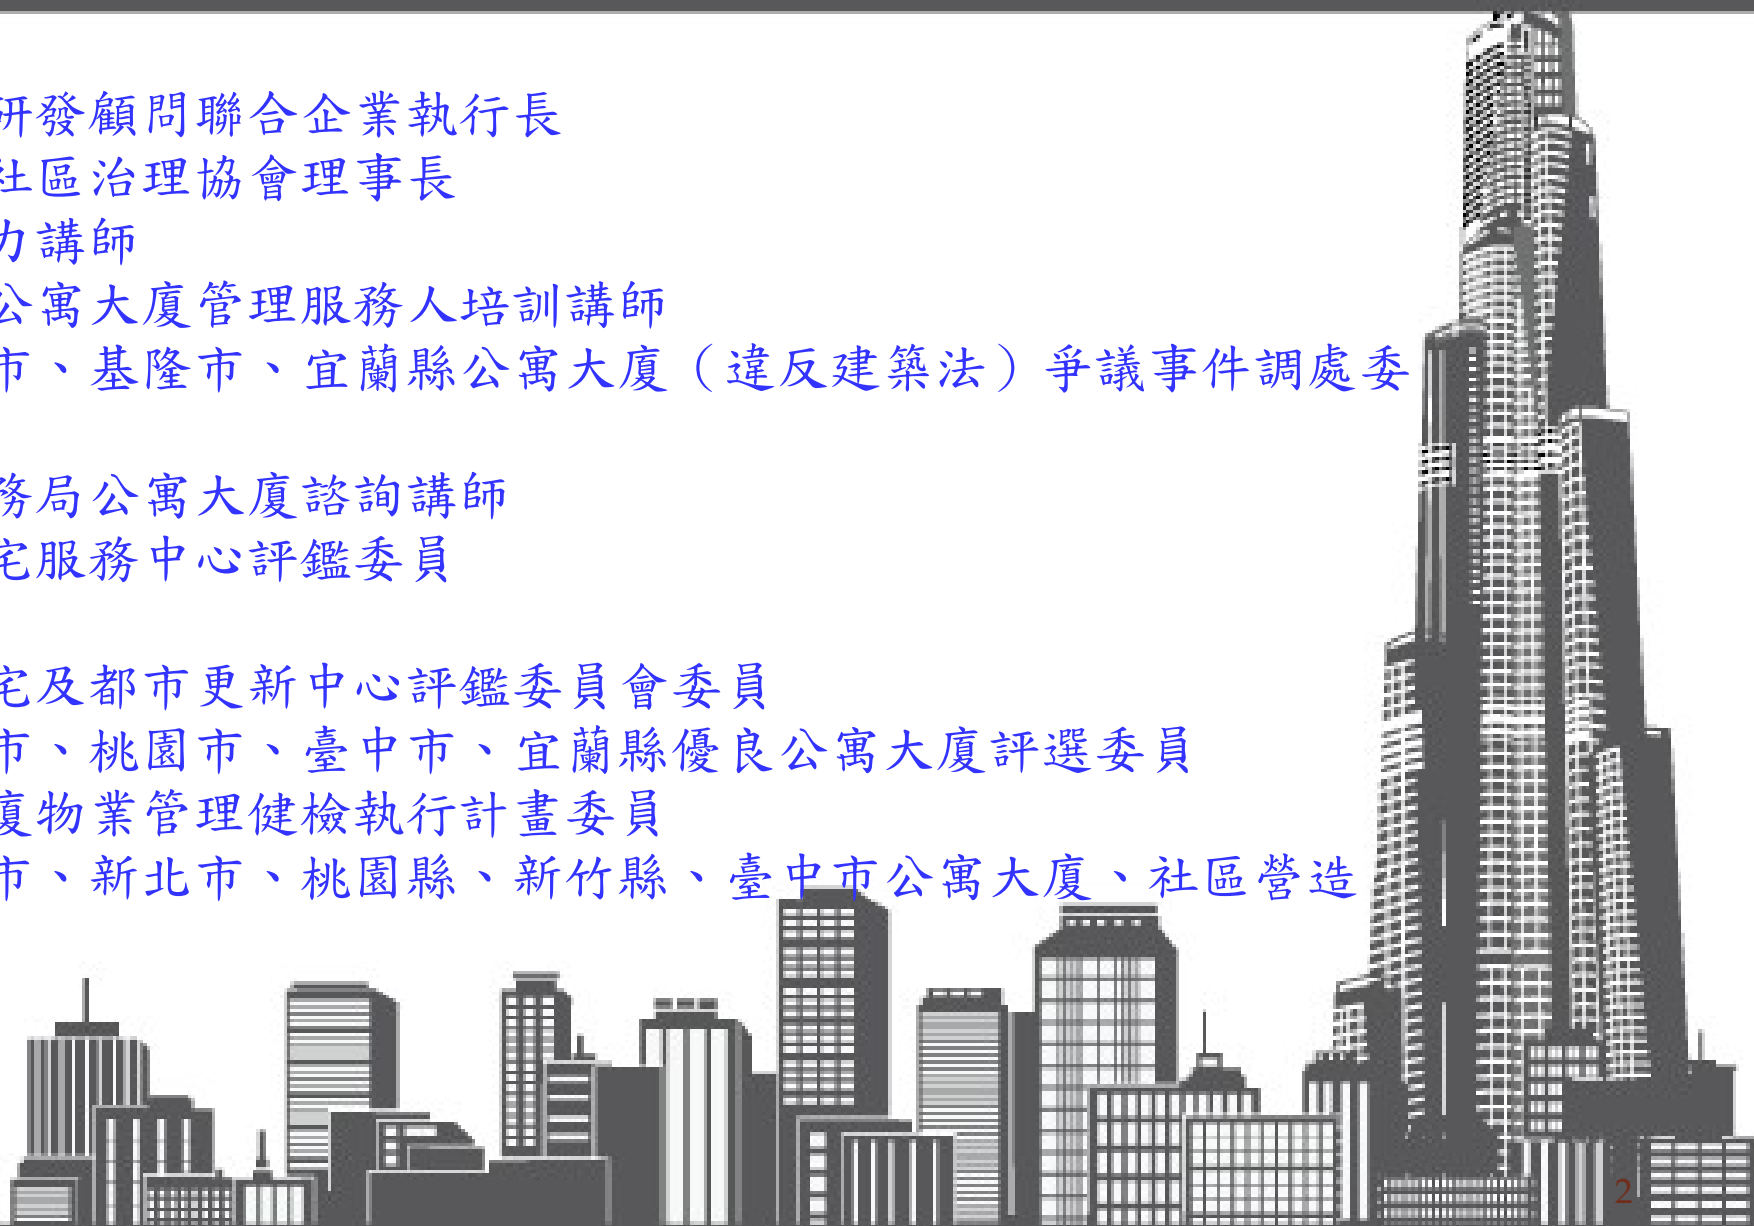 研發顧問聯合企業執行長
社區治理協會理事長
力講師
公寓大廈管理服務人培訓講師
市、基隆市、宜蘭縣公寓大廈（違反建築法）爭議事件調處委
務局公寓大廈諮詢講師
宅服務中心評鑑委員
宅及都市更新中心評鑑委員會委員
市、桃園市、臺中市、宜蘭縣優良公寓大廈評選委員
廈物業管理健檢執行計畫委員
市、新北市、桃園縣、新竹縣、臺中市公寓大廈、社區營造
2